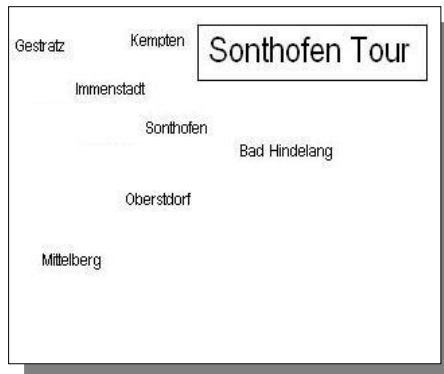 Gestratz
Kempten
Sonthofen Tour
Immenstadt
Sonthofen
Bad Hindelang
Oberstdorf
Mittelberg